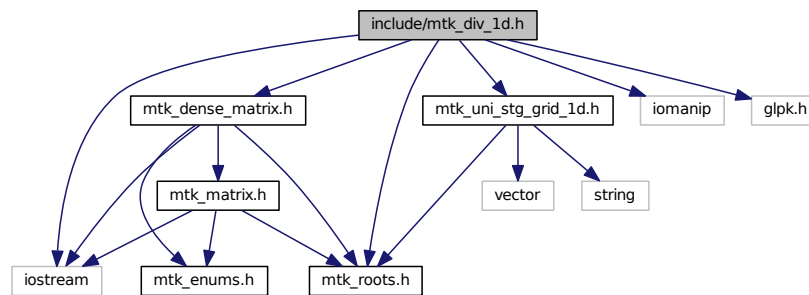 include/mtk_div_1d.h
mtk_dense_matrix.h
mtk_uni_stg_grid_1d.h
iomanip
glpk.h
mtk_matrix.h
vector
string
iostream
mtk_enums.h
mtk_roots.h